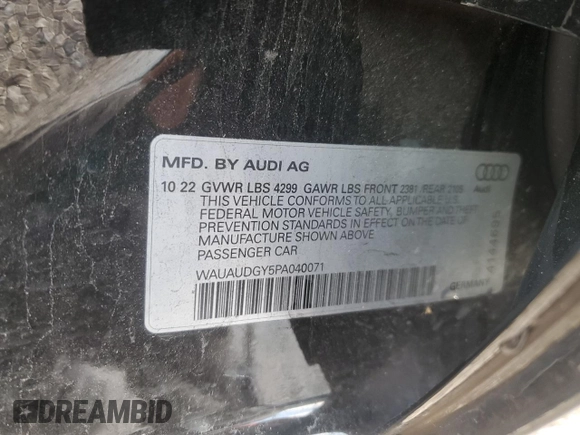 MFD. BY AUDI AG
10 22 GVWR LBS 4299 GAWR LBS FRONT 2381 /REAR
THIS VEHICLE CONFORMS TO ALL APPLICABLE U.S.
FEDERAL MOTOR VEHICLE SAFETY, BUMPER AND THEFT
PREVENTION STANDARDS IN EFFECT ON THE DATE OF
MANUFACTURE SHOWN ABOVE
PASSENGER CAR
WAUAUDGY5PA040071
Audi
GERMANY
DREAMBID